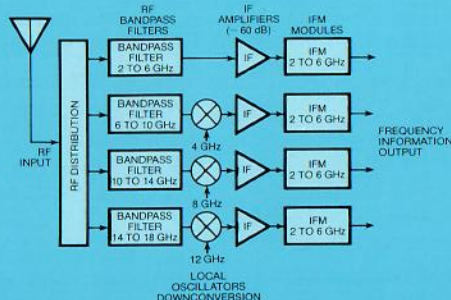 RF
BANDPASS
FILTERS
IF
AMPLIFIERS
(~60 dB)
IFM
MODULES
RF
INPUT
RF DISTRIBUTION
BANDPASS
FILTER
2 TO 6 GHz
IF
IFM
2 TO 6 GHz
BANDPASS
FILTER
6 TO 10 GHz
4 GHz
IF
IFM
2 TO 6 GHz
BANDPASS
FILTER
10 TO 14 GHz
8 GHz
IF
IFM
2 TO 6 GHz
BANDPASS
FILTER
14 TO 18 GHz
12 GHz
IF
IFM
2 TO 6 GHz
FREQUENCY
INFORMATION
OUTPUT
LOCAL
OSCILLATORS
DOWNCONVERSION